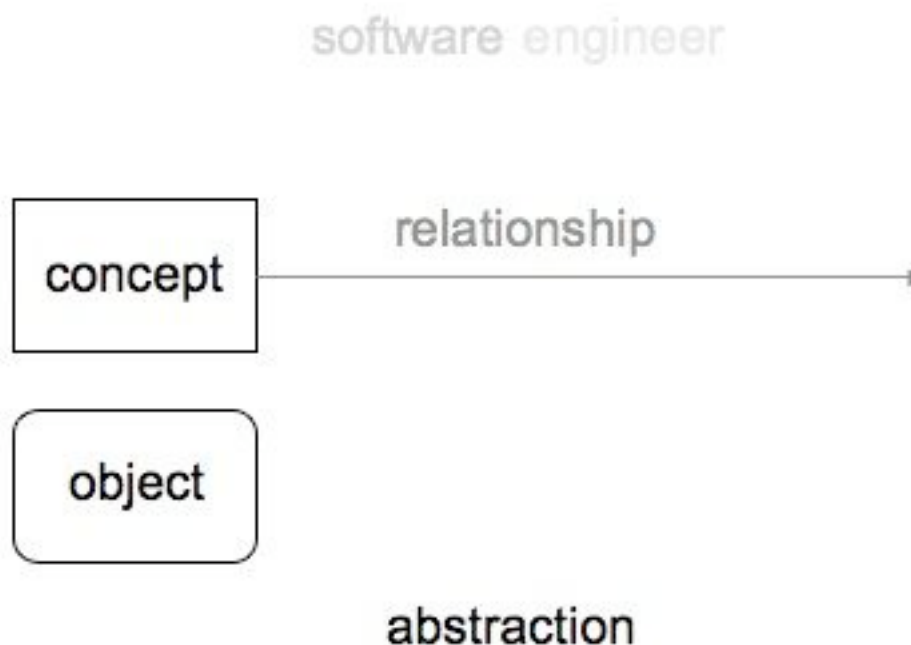 software engineer
relationship
concept
object
abstraction